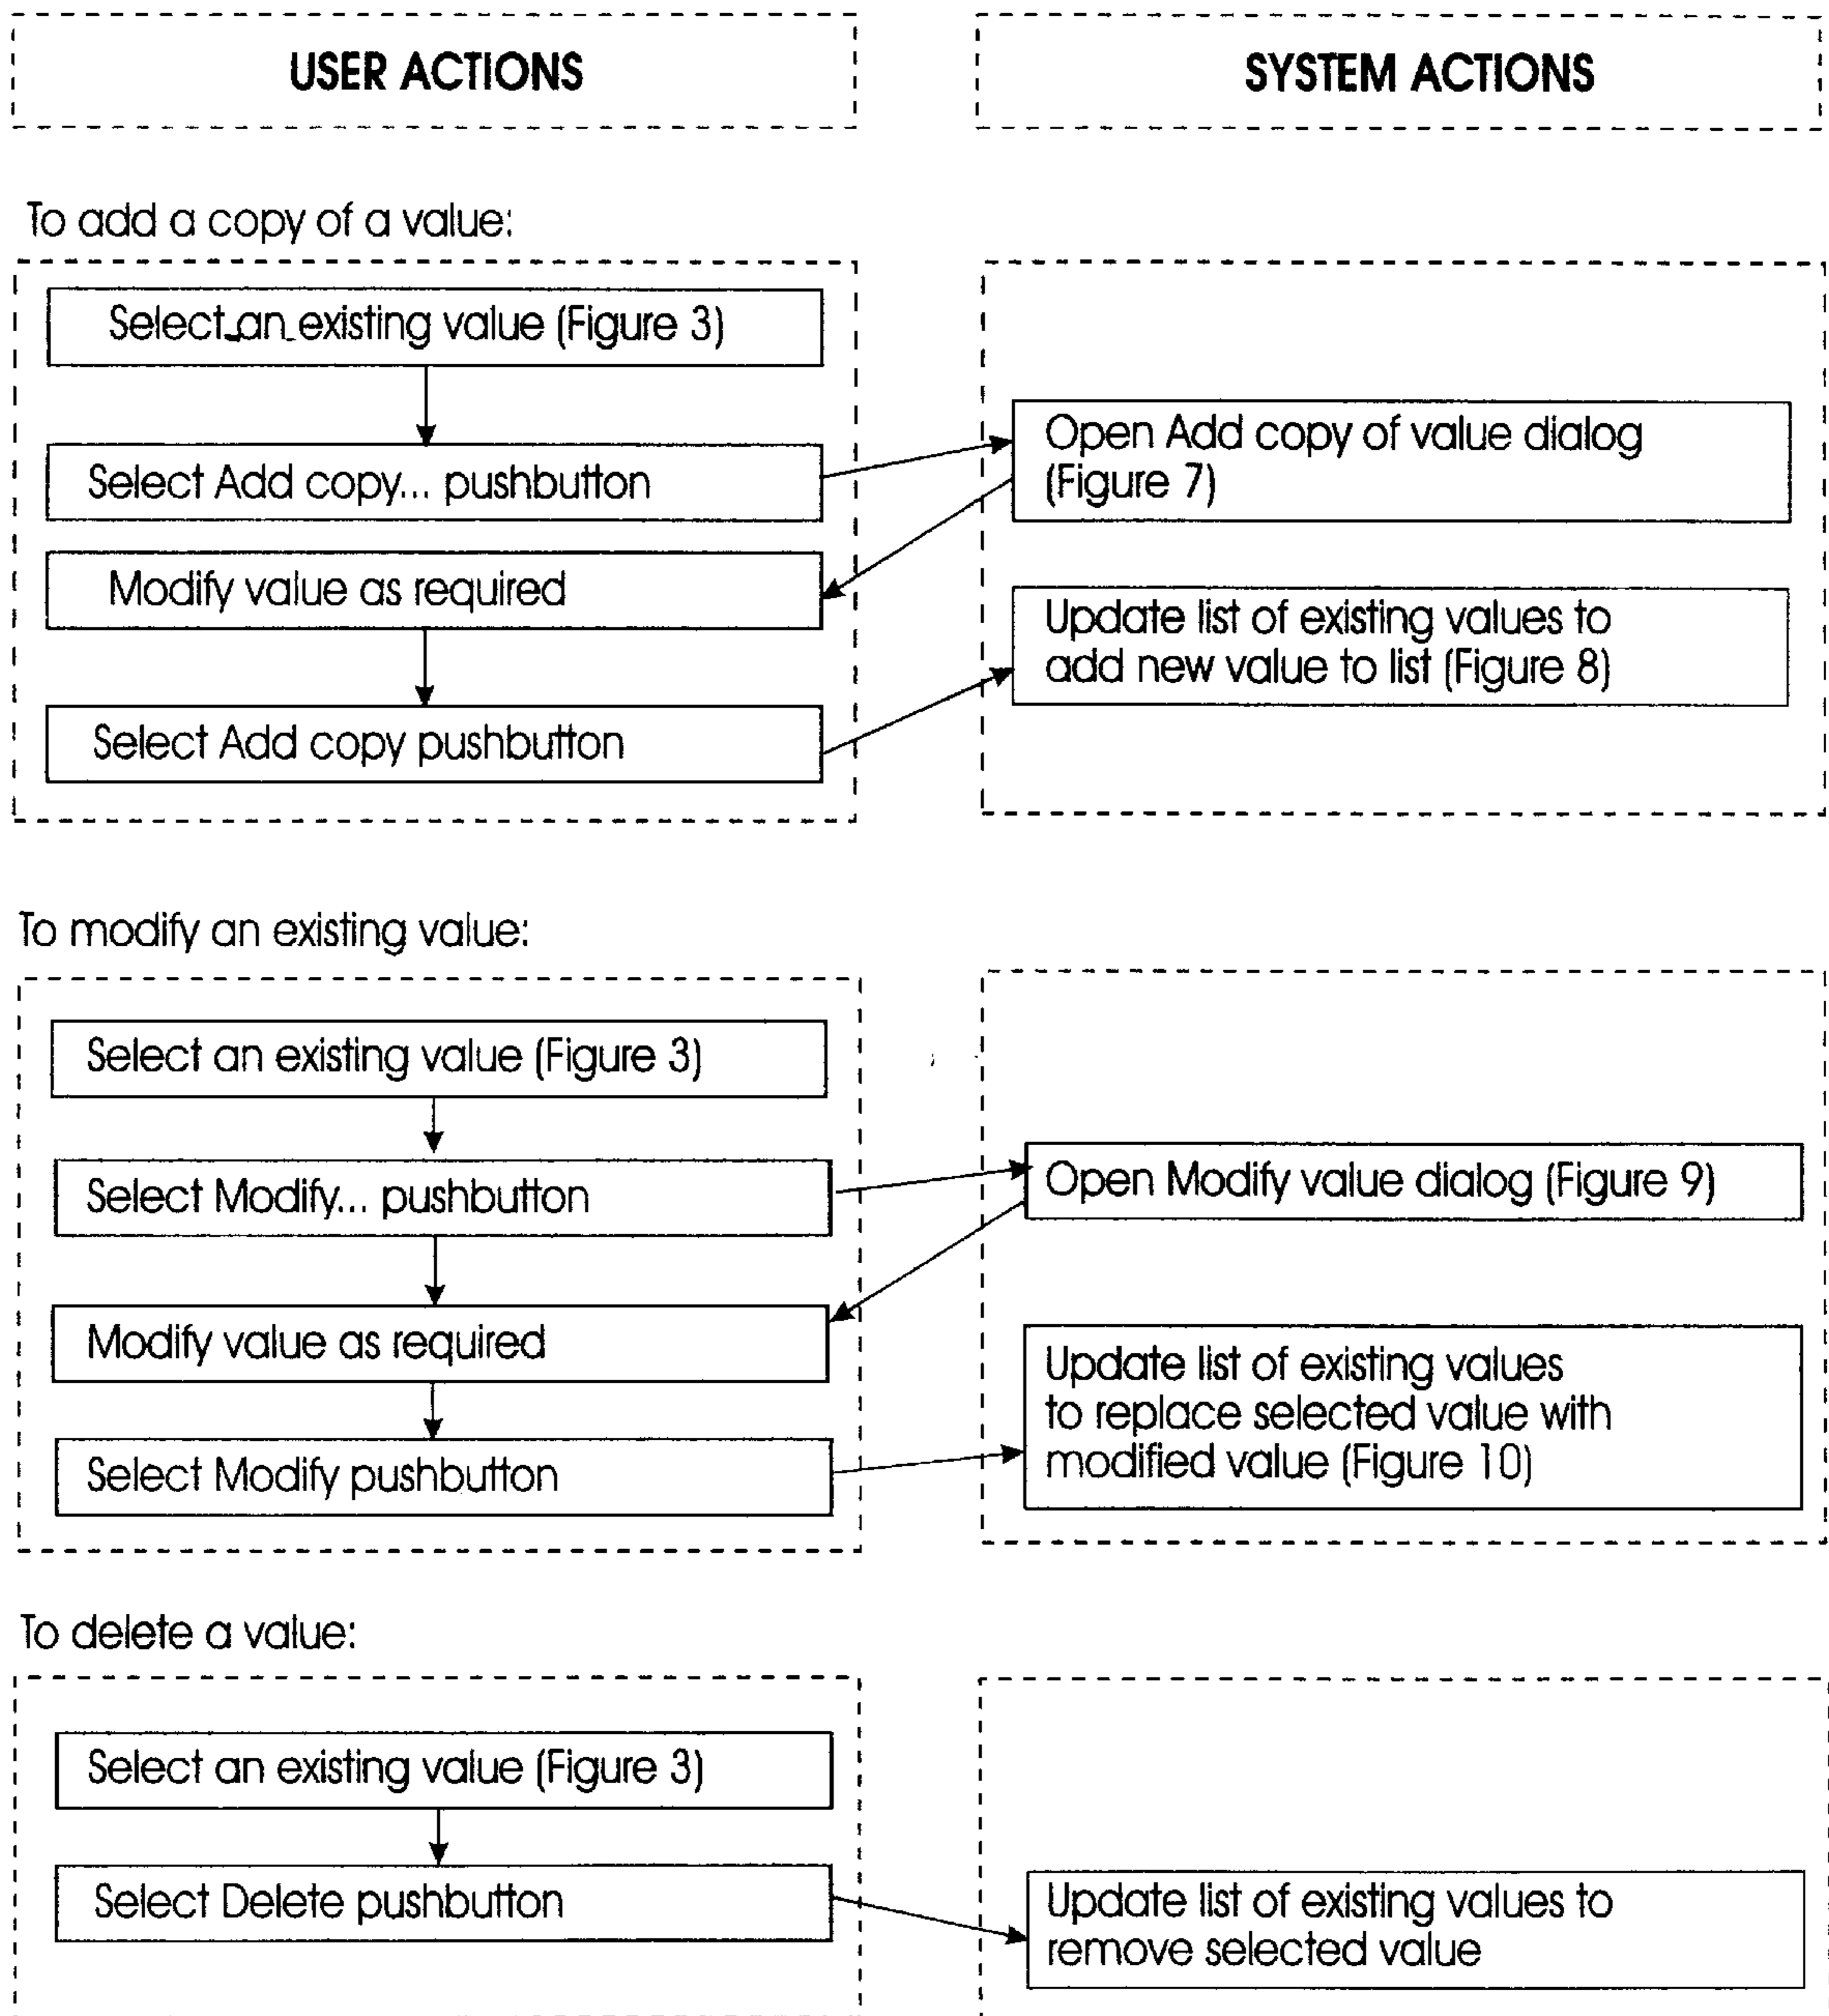 USER ACTIONS
SYSTEM ACTIONS
To add a copy of a value:
Select an existing value (Figure 3)
Select Add copy... pushbutton
Open Add copy of value dialog
(Figure 7)
Modify value as required
Update list of existing values to
add new value to list (Figure 8)
Select Add copy pushbutton
To modify an existing value:
Select an existing value (Figure 3)
Select Modify... pushbutton
Open Modify value dialog (Figure 9)
Modify value as required
Update list of existing values
to replace selected value with
modified value (Figure 10)
Select Modify pushbutton
To delete a value:
Select an existing value (Figure 3)
Select Delete pushbutton
Update list of existing values to
remove selected value